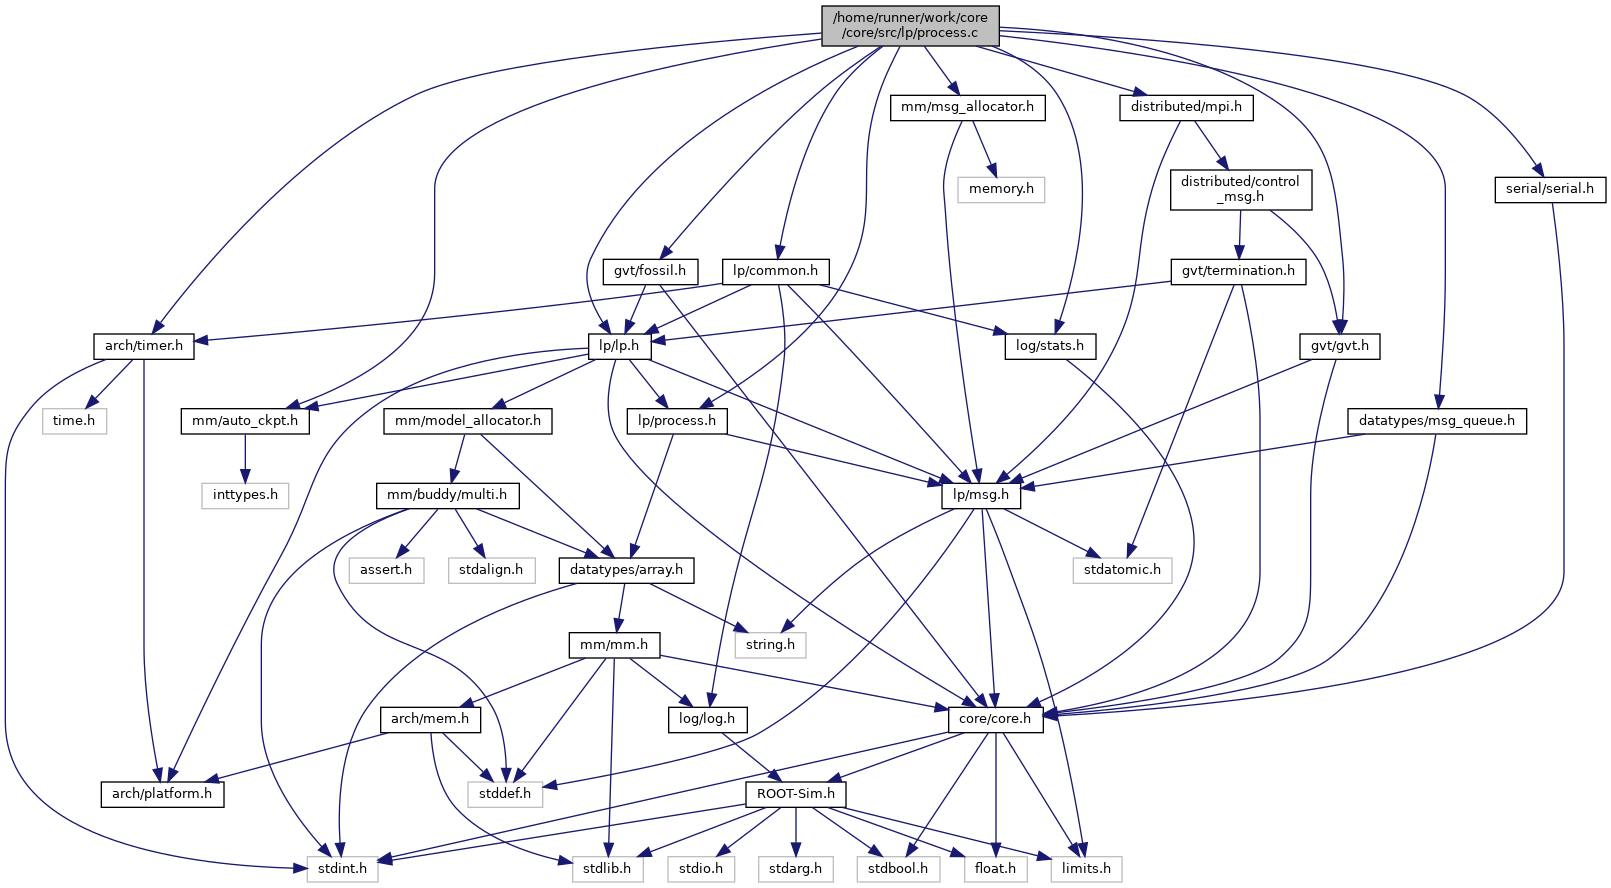 /home/runner/work/core
/core/src/lp/process.c
mm/msg_allocator.h
distributed/mpi.h
memory.h
distributed/control
_msg.h
serial/serial.h
gvt/fossil.h
lp/common.h
gvt/termination.h
arch/timer.h
lp/lp.h
log/stats.h
gvt/gvt.h
time.h
mm/auto_ckpt.h
mm/model_allocator.h
lp/process.h
datatypes/msg_queue.h
inttypes.h
mm/buddy/multi.h
lp/msg.h
assert.h
stdalign.h
datatypes/array.h
stdatomic.h
mm/mm.h
string.h
arch/mem.h
log/log.h
core/core.h
arch/platform.h
stddef.h
ROOT-Sim.h
stdint.h
stdlib.h
stdio.h
stdarg.h
stdbool.h
float.h
limits.h